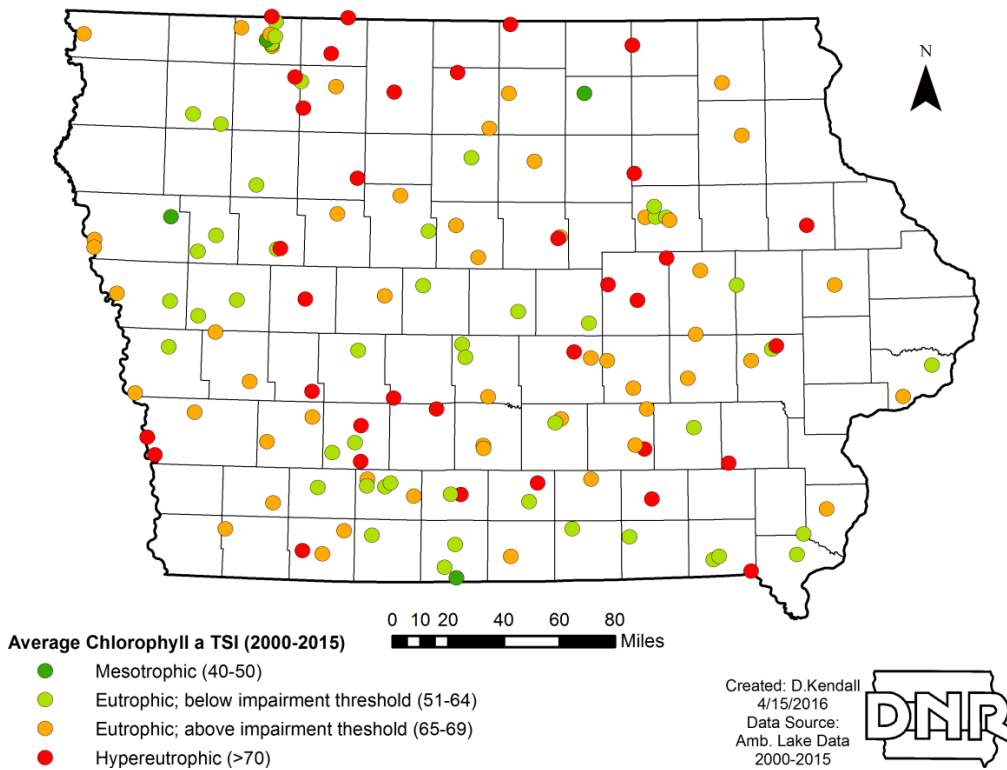 N
0 10 20 40 60 80
Miles
Average Chlorophyll a TSI (2000-2015)
Mesotrophic (40-50)
Eutrophic; below impairment threshold (51-64)
Eutrophic; above impairment theshold (65-69)
Hypereutrophic (>70)
Created: D.Kendall
4/15/2016
Data Source:
Amb. Lake Data
2000-2015
DNR